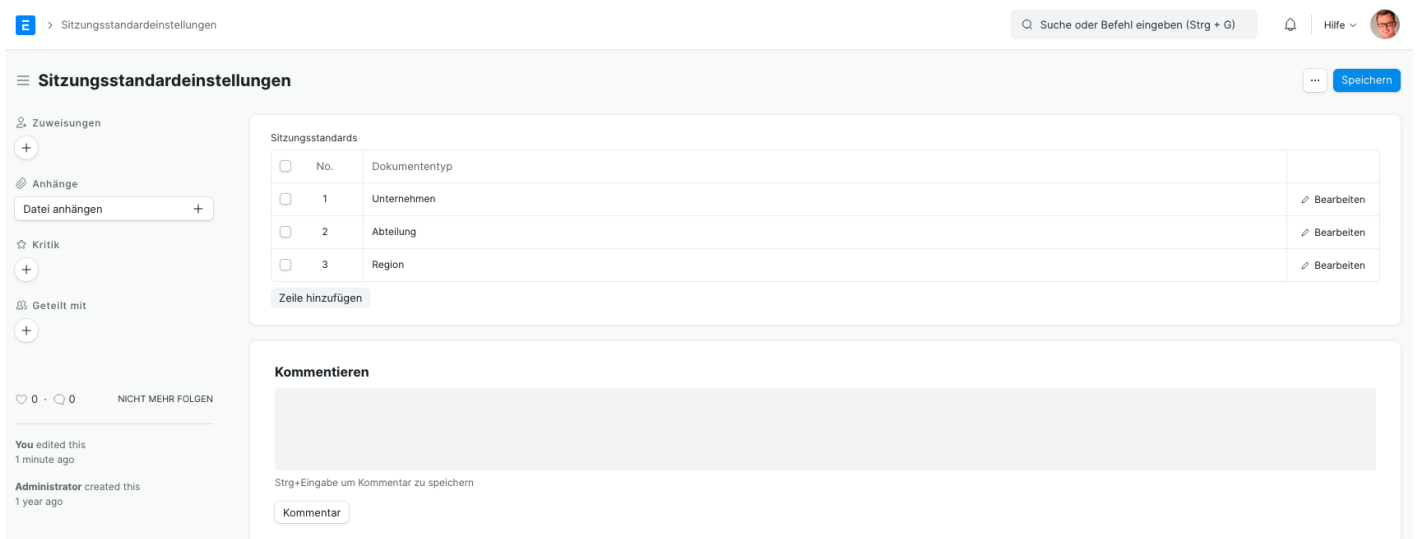 E > Sitzungsstandardeinstellungen
Suche oder Befehl eingeben (Strg + G)
Hilfe
Sitzungsstandardeinstellungen
...
Speichern
Zuweisungen
+
Anhänge
Datei anhängen +
Kritik
+
Geteilt mit
+
0 · 0 NICHT MEHR FOLGEN
You edited this
1 minute ago
Administrator created this
1 year ago
Sitzungsstandards
No. Dokumententyp
1 Unternehmen Bearbeiten
2 Abteilung Bearbeiten
3 Region Bearbeiten
Zeile hinzufügen
Kommentieren
Strg+Eingabe um Kommentar zu speichern
Kommentar